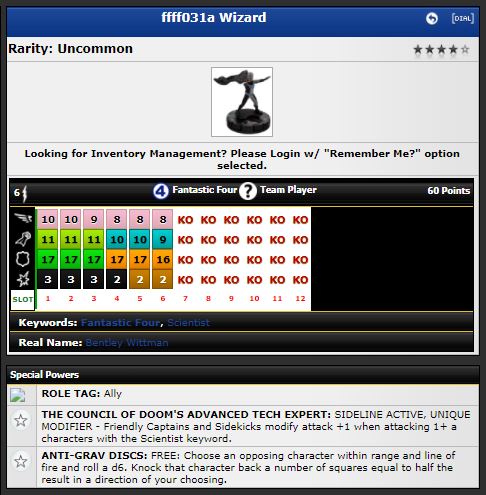 ffff031a Wizard
[DIAL]
Rarity: Uncommon
Looking for Inventory Management? Please Login w/ "Remember Me?" option
selected.
6 4 Fantastic Four ? Team Player 60 Points
10 10 9 8 8 8 KO KO KO KO KO KO
11 11 11 10 10 9 KO KO KO KO KO KO
17 17 17 17 17 16 KO KO KO KO KO KO
3 3 3 2 2 2 KO KO KO KO KO KO
SLOT 1 2 3 4 5 6 7 8 9 10 11 12
Keywords: Fantastic Four, Scientist
Real Name: Bentley Wittman
Special Powers
ROLE TAG: Ally
THE COUNCIL OF DOOM'S ADVANCED TECH EXPERT: SIDELINE ACTIVE, UNIQUE
MODIFIER - Friendly Captains and Sidekicks modify attack +1 when attacking 1+ a
characters with the Scientist keyword.
ANTI-GRAV DISCS: FREE: Choose an opposing character within range and line of
fire and roll a d6. Knock that character back a number of squares equal to half the
result in a direction of your choosing.